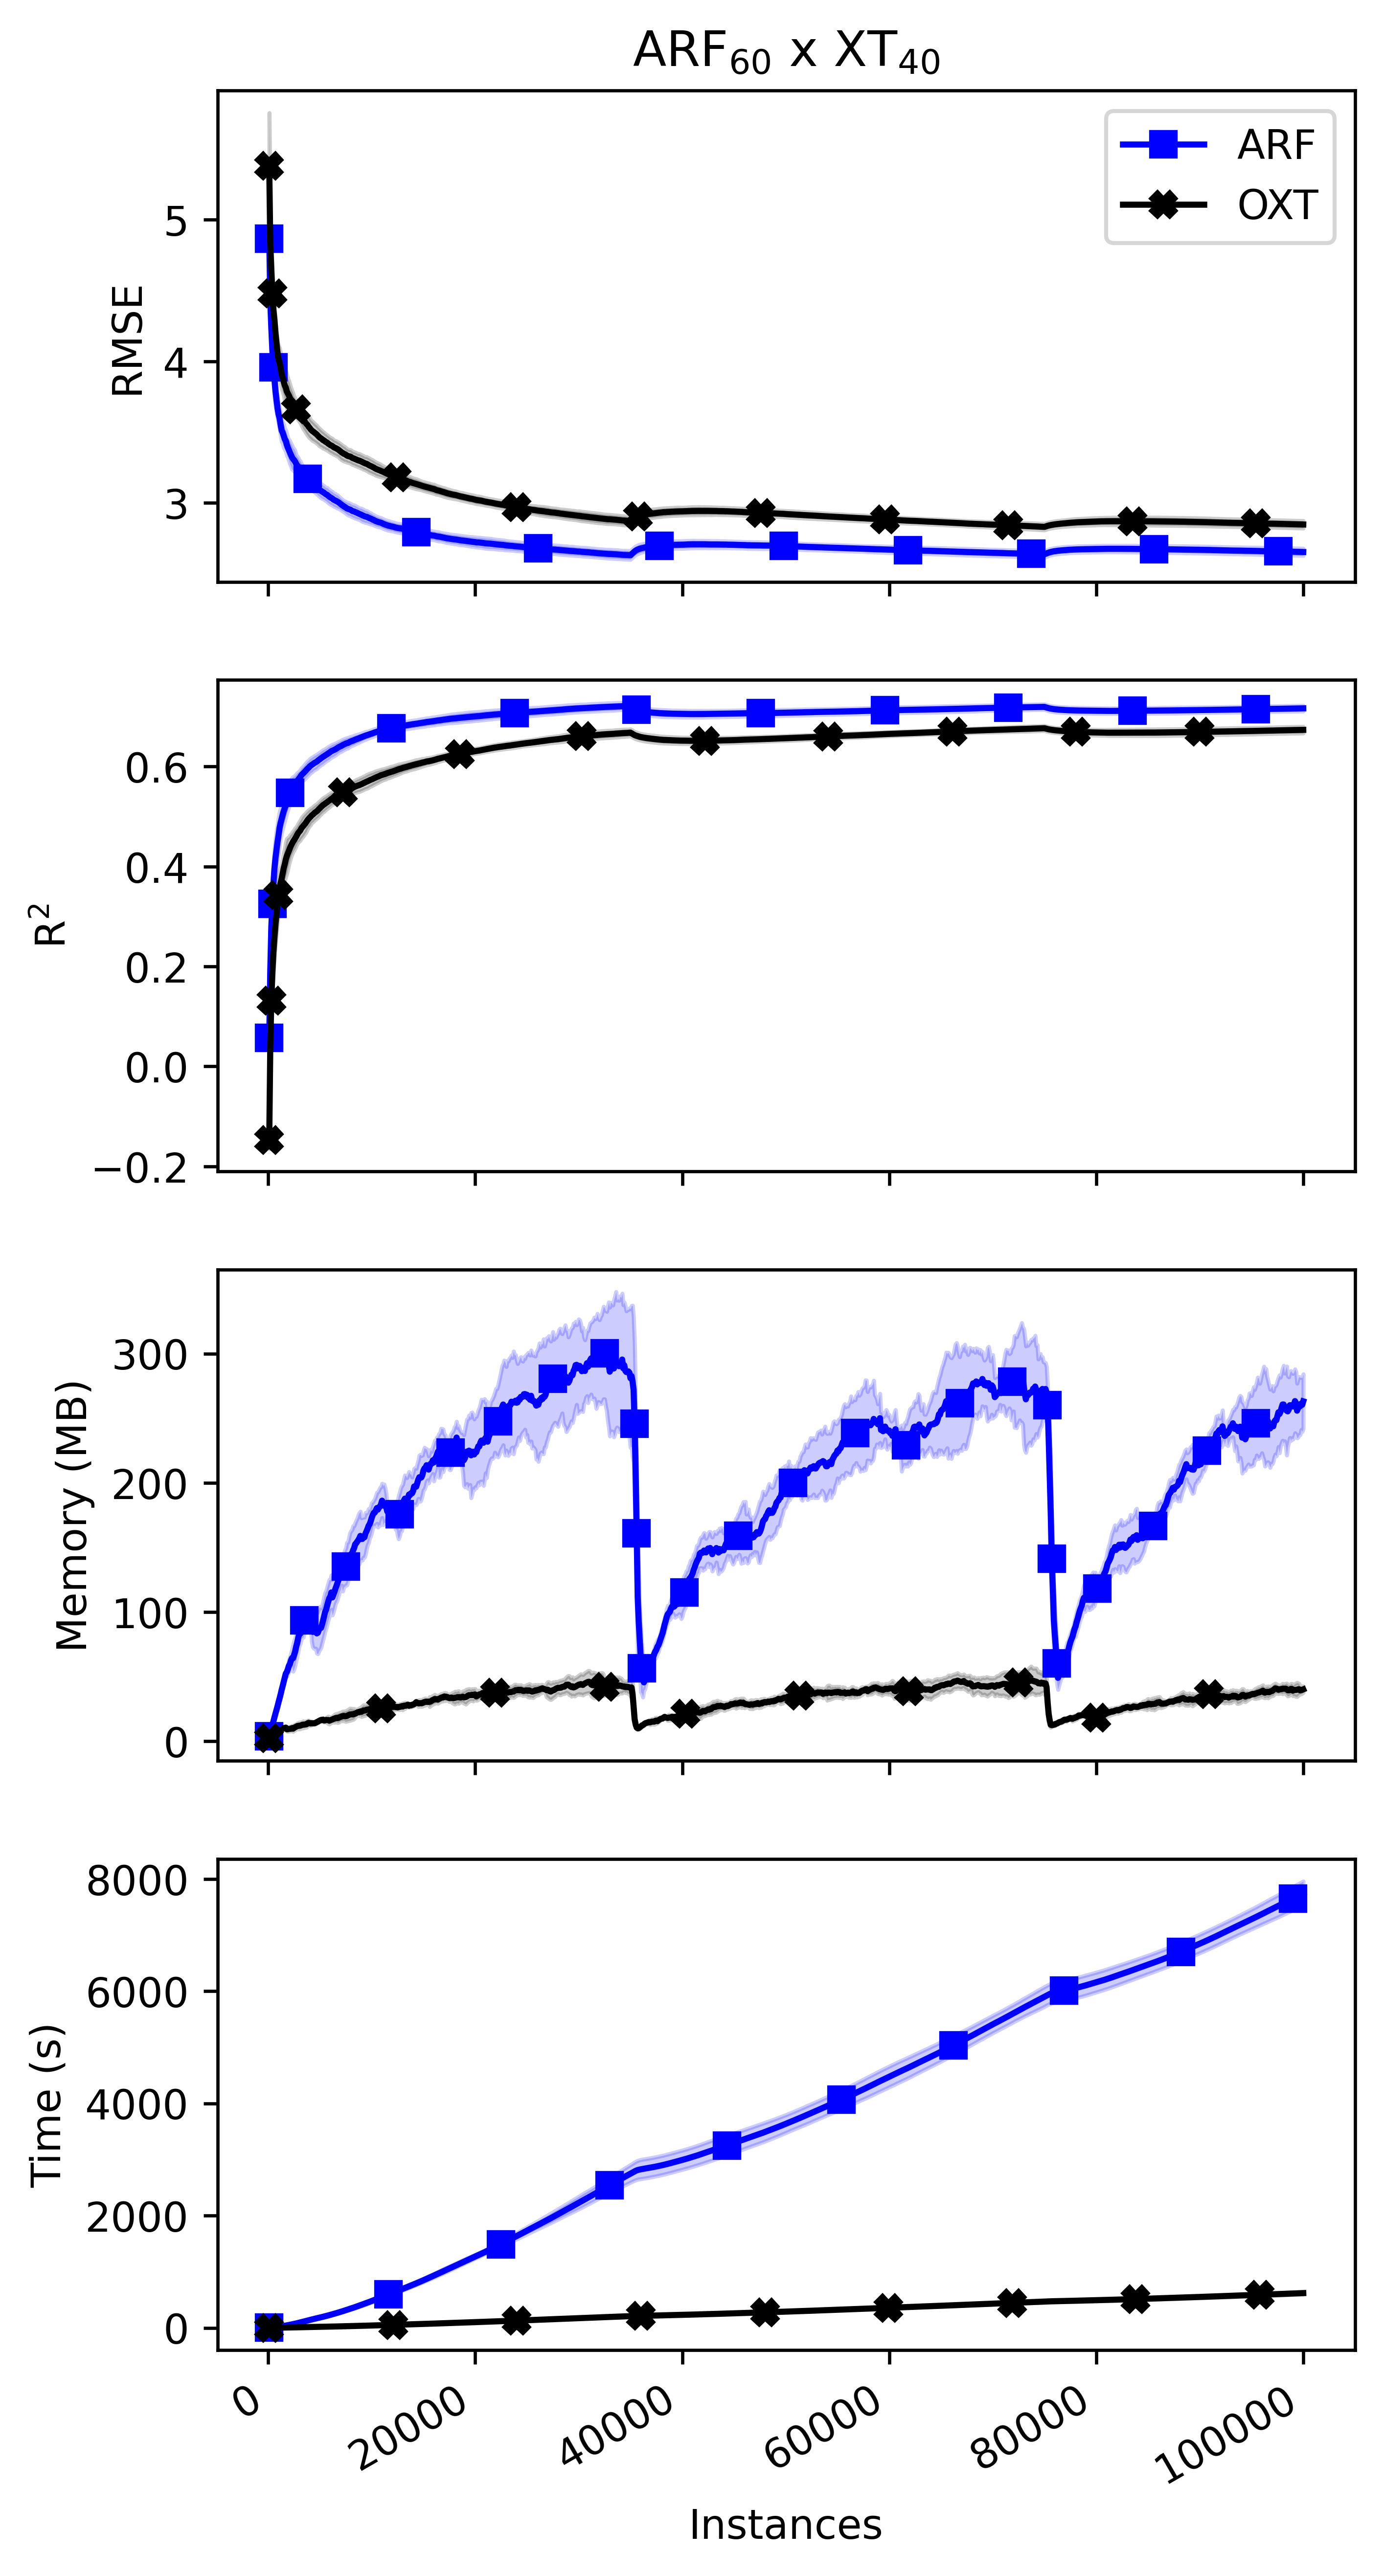 ARF₆₀ x XT₄₀
ARF
OXT
RMSE
5
4
3
R²
0.6
0.4
0.2
0.0
−0.2
Memory (MB)
300
200
100
0
Time (s)
8000
6000
4000
2000
0
0
20000
40000
60000
80000
100000
Instances